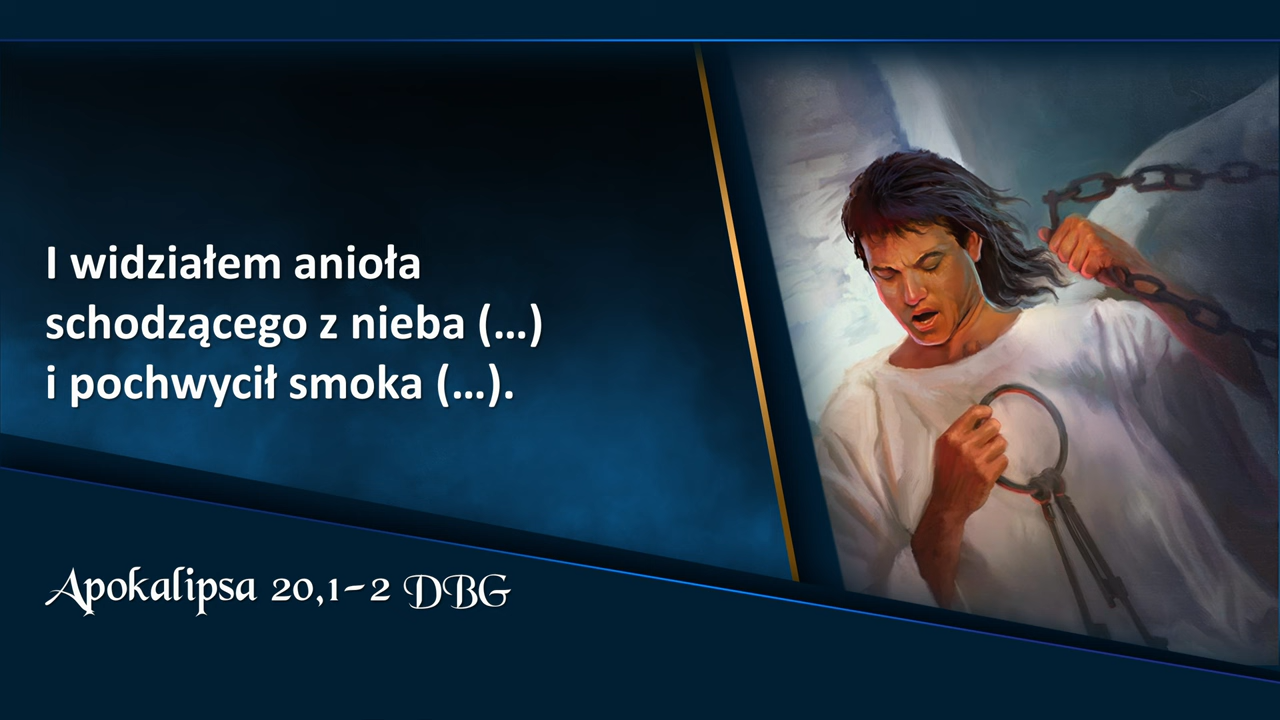 I widziałem anioła
schodzącego z nieba (...)
i pochwycił smoka (...).
Apokalipsa 20,1-2 DBG